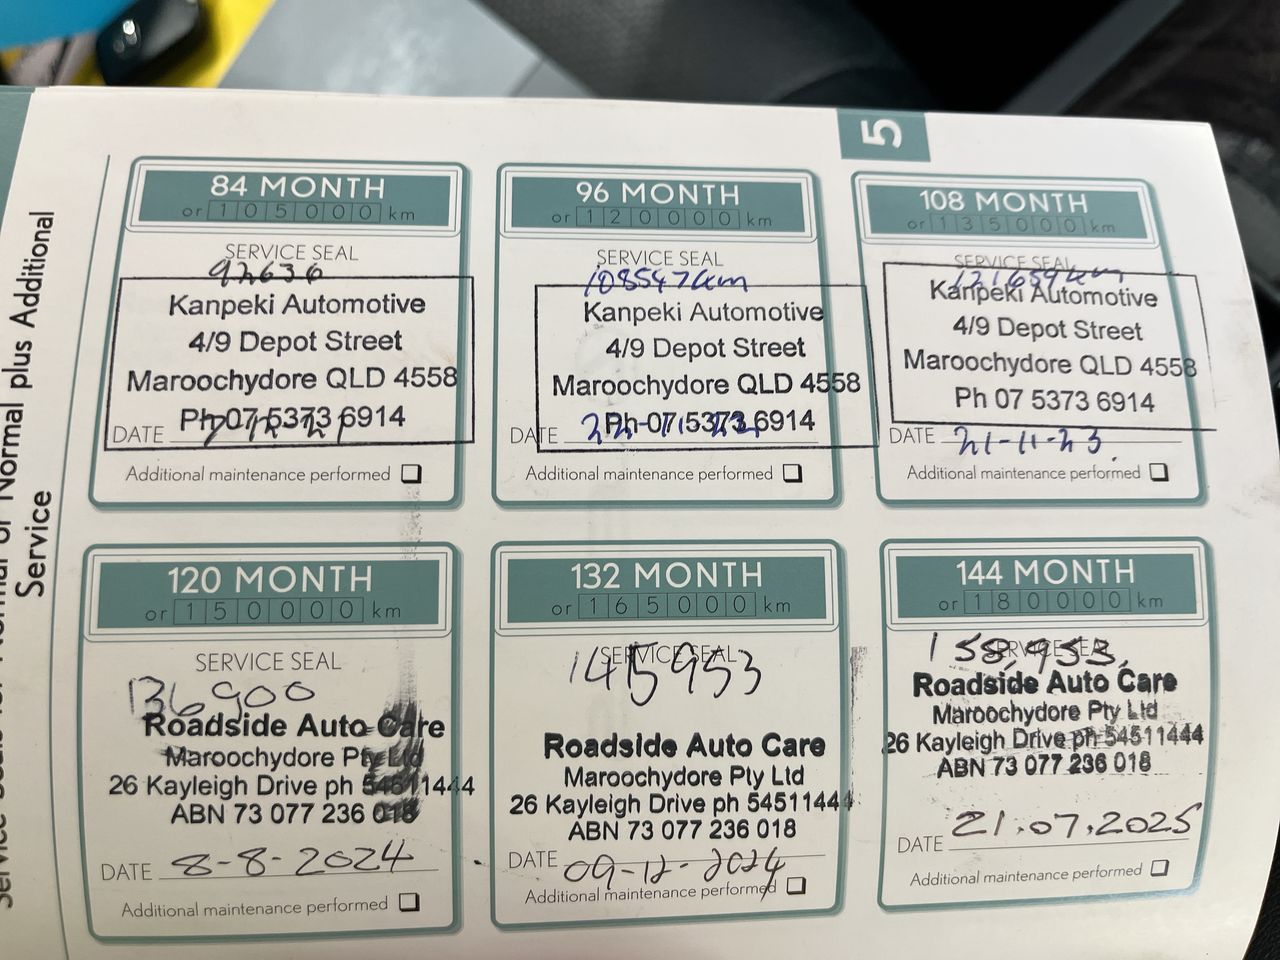 5
Normal or Normal plus Additional
Service
84 MONTH
or 105000 km
SERVICE SEAL
92636
Kanpeki Automotive
4/9 Depot Street
Maroochydore QLD 4558
Ph 07 5373 6914
DATE 7-12-21
Additional maintenance performed
96 MONTH
or 120000 km
SERVICE SEAL
108547km
Kanpeki Automotive
4/9 Depot Street
Maroochydore QLD 4558
Ph 07 5373 6914
DATE 22-11-22
Additional maintenance performed
108 MONTH
or 135000 km
SERVICE SEAL
121659km
Kanpeki Automotive
4/9 Depot Street
Maroochydore QLD 4558
Ph 07 5373 6914
DATE 21-11-23.
Additional maintenance performed
120 MONTH
or 150000 km
SERVICE SEAL
136900
Roadside Auto Care
Maroochydore Pty Ltd
26 Kayleigh Drive ph 54511444
ABN 73 077 236 018
DATE 8-8-2024
Additional maintenance performed
132 MONTH
or 165000 km
SERVICE SEAL
145953
Roadside Auto Care
Maroochydore Pty Ltd
26 Kayleigh Drive ph 54511444
ABN 73 077 236 018
DATE 09-12-2024
Additional maintenance performed
144 MONTH
or 180000 km
SERVICE SEAL
158,953.
Roadside Auto Care
Maroochydore Pty Ltd
26 Kayleigh Drive ph 54511444
ABN 73 077 236 018
DATE 21.07.2025
Additional maintenance performed